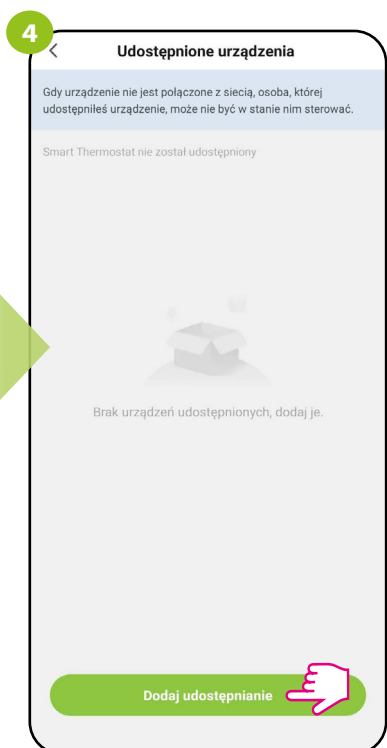 4
Udostępnione urządzenia
Gdy urządzenie nie jest połączone z siecią, osoba, której
udostępniłeś urządzenie, może nie być w stanie nim sterować.
Smart Thermostat nie został udostępniony
Brak urządzeń udostępnionych, dodaj je.
Dodaj udostępnianie